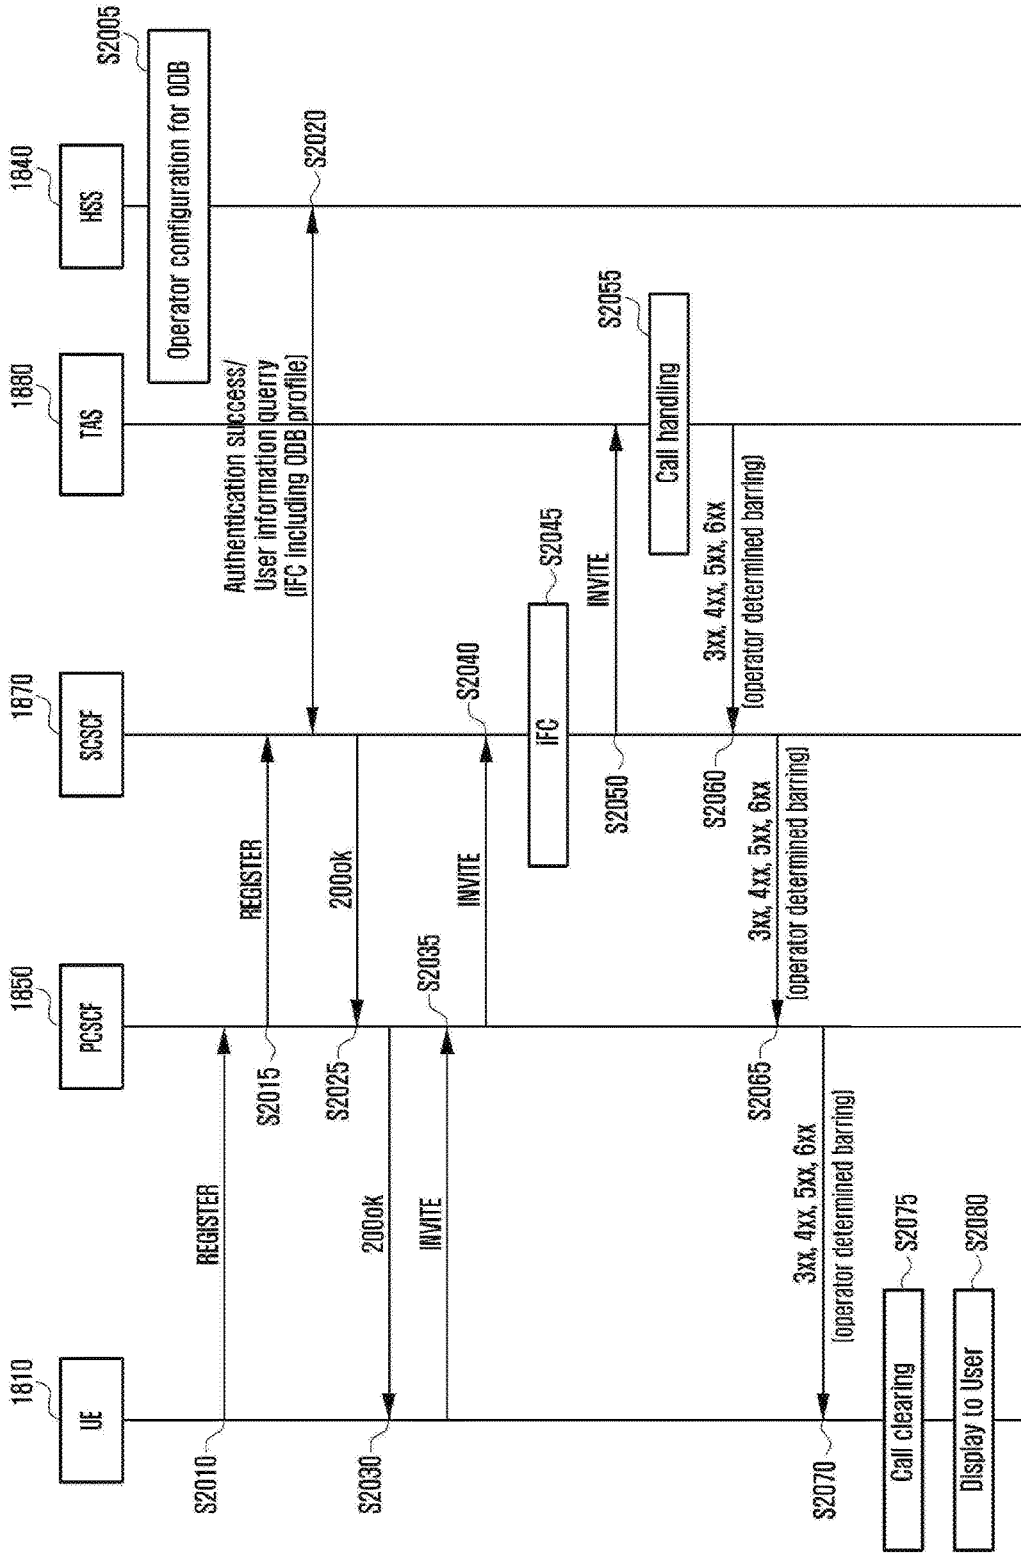 1810
UE
1850
PCSCF
1870
SCSCF
1880
TAS
1840
HSS
S2005
Operator configuration for ODB
S2010
REGISTER
S2015
REGISTER
Authentication success/
User information querry
(iFC including ODB profile)
S2020
S2025
200ok
S2030
200ok
INVITE
S2035
INVITE
S2040
iFC
S2045
S2050
INVITE
Call handling
S2055
S2060
3xx, 4xx, 5xx, 6xx
(operator determined barring)
S2065
3xx, 4xx, 5xx, 6xx
(operator determined barring)
S2070
3xx, 4xx, 5xx, 6xx
(operator determined barring)
Call clearing
S2075
Display to User
S2080